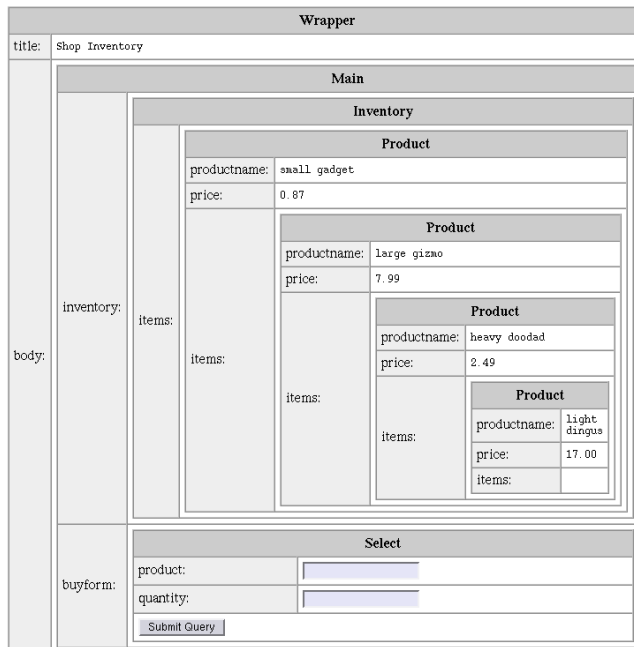 Wrapper
title: Shop Inventory
Main
Inventory
Product
productname: small gadget
price: 0.87
Product
productname: large gizmo
price: 7.99
Product
inventory:
items:
productname: heavy doodad
body:
items:
price: 2.49
items:
Product
items:
productname: light
dingus
price: 17.00
items:
Select
product:
buyform:
quantity:
Submit Query